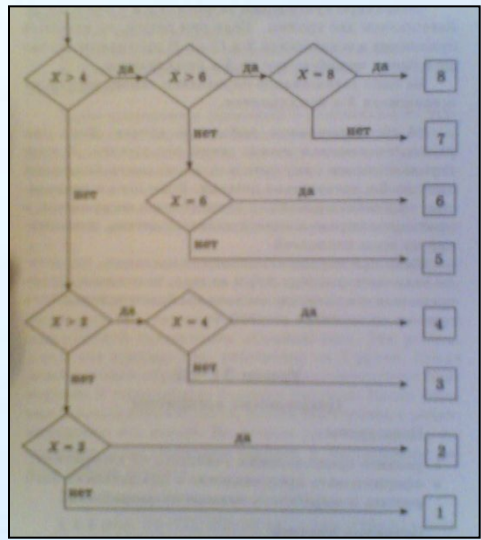 X > 4 да X > 6 да X = 8 да 8
нет нет 7
нет X = 6 да 6
нет 5
X > 2 да X = 4 да 4
нет нет 3
X = 2 да 2
нет 1